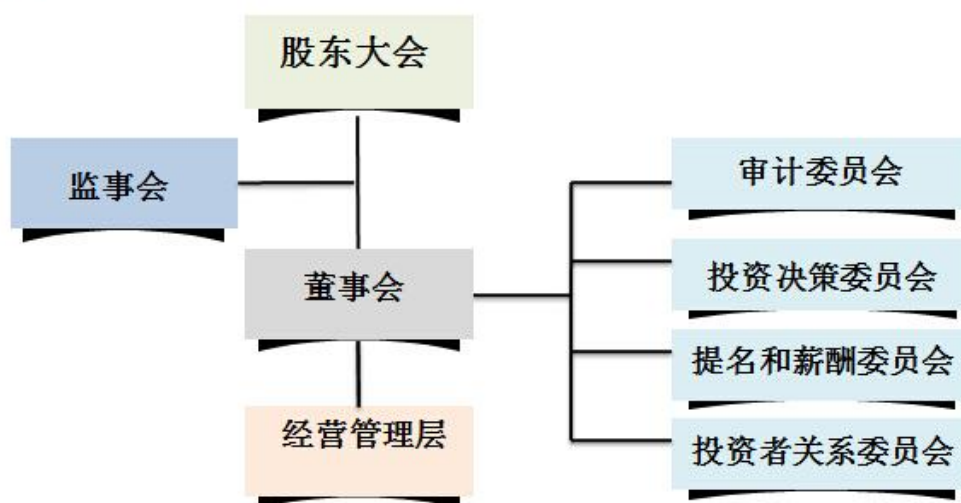 股东大会
监事会
董事会
经营管理层
审计委员会
投资决策委员会
提名和薪酬委员会
投资者关系委员会